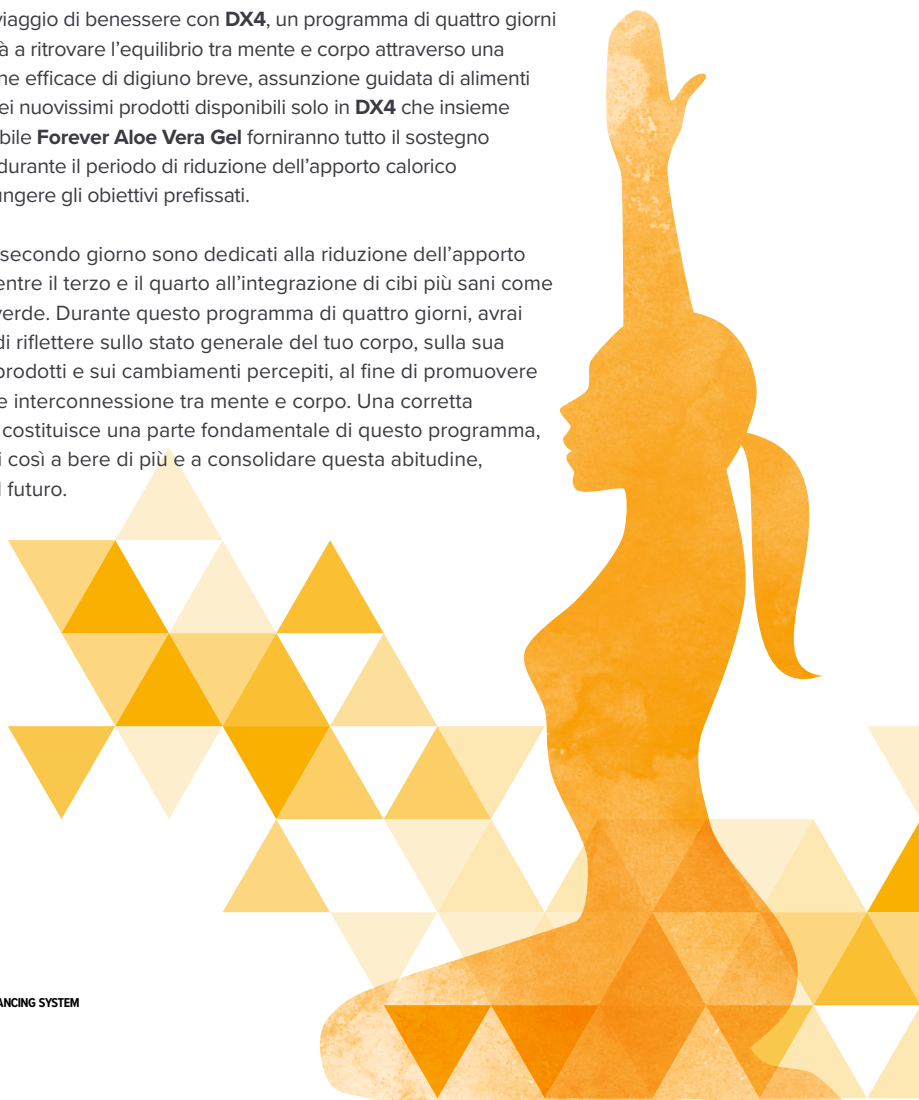 viaggio di benessere con DX4, un programma di quattro giorni
à a ritrovare l’equilibrio tra mente e corpo attraverso una
ne efficace di digiuno breve, assunzione guidata di alimenti
ei nuovissimi prodotti disponibili solo in DX4 che insieme
bile Forever Aloe Vera Gel forniranno tutto il sostegno
durante il periodo di riduzione dell’apporto calorico
ngere gli obiettivi prefissati.
secondo giorno sono dedicati alla riduzione dell’apporto
entre il terzo e il quarto all’integrazione di cibi più sani come
verde. Durante questo programma di quattro giorni, avrai
di riflettere sullo stato generale del tuo corpo, sulla sua
prodotti e sui cambiamenti percepiti, al fine di promuovere
e interconnessione tra mente e corpo. Una corretta
costituisce una parte fondamentale di questo programma,
i così a bere di più e a consolidare questa abitudine,
l futuro.
ANCING SYSTEM